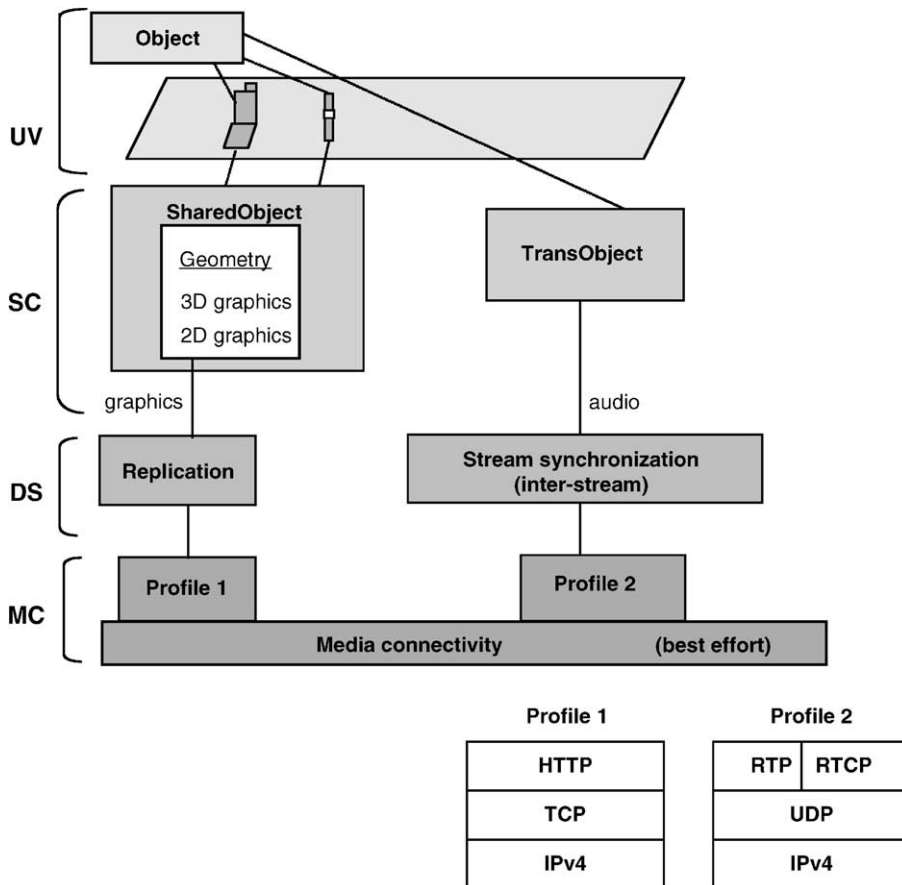 Object
UV
SharedObject
Geometry
3D graphics
2D graphics
TransObject
SC
graphics
audio
Replication
Stream synchronization
(inter-stream)
DS
Profile 1
Profile 2
MC
Media connectivity (best effort)
Profile 1
HTTP
TCP
IPv4
Profile 2
RTP RTCP
UDP
IPv4